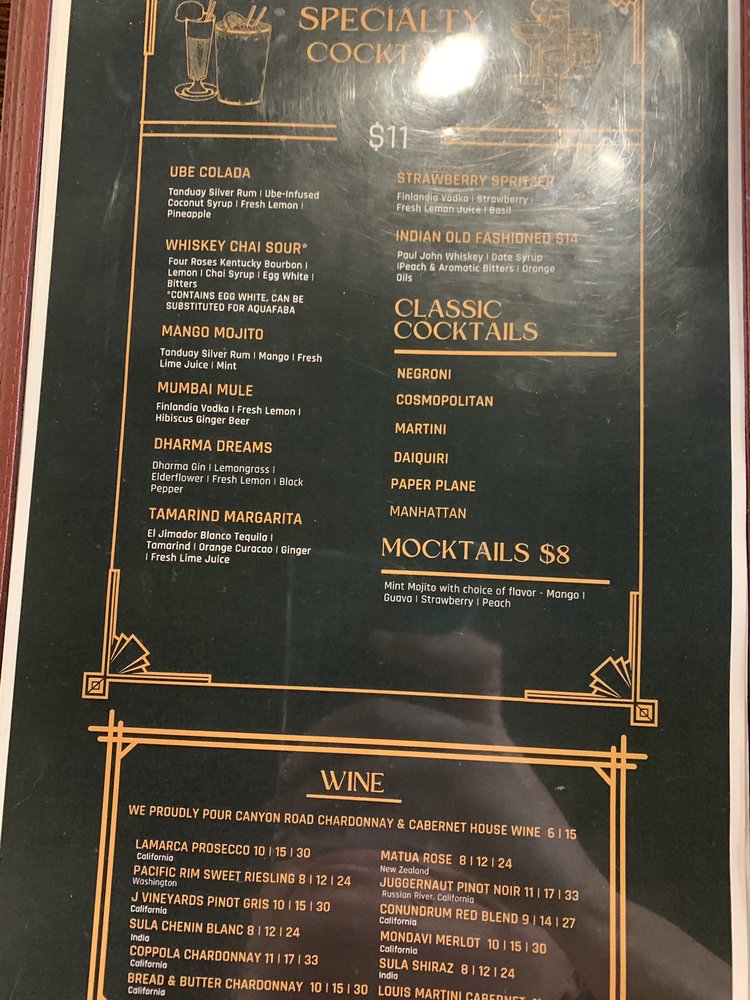 SPECIALTY
$11
UBE COLADA
Tanduay Silver Rum | Ube-Infused
Coconut Syrup | Fresh Lemon |
Pineapple
WHISKEY CHAI SOUR*
Four Roses Kentucky Bourbon |
Lemon | Chai Syrup | Egg White |
Bitters
*CONTAINS EGG WHITE, CAN BE
SUBSTITUTED FOR AQUAFABA
MANGO MOJITO
Tanduay Silver Rum | Mango | Fresh
Lime Juice | Mint
MUMBAI MULE
Finlandia Vodka | Fresh Lemon |
Hibiscus Ginger Beer
DHARMA DREAMS
Dharma Gin | Lemongrass |
Elderflower | Fresh Lemon | Black
Pepper
TAMARIND MARGARITA
El Jimador Blanco Tequila |
Tamarind | Orange Curacao | Ginger
| Fresh Lime Juice
STRAWBERRY SPRITZER
Finlandia Vodka | Strawberry |
Fresh Lemon Juice | Basil
INDIAN OLD FASHIONED $14
Paul John Whiskey | Date Syrup
|Peach & Aromatic Bitters | Orange
Oils
CLASSIC
COCKTAILS
NEGRONI
COSMOPOLITAN
MARTINI
DAIQUIRI
PAPER PLANE
MANHATTAN
MOCKTAILS $8
Mint Mojito with choice of flavor - Mango |
Guava | Strawberry | Peach
WINE
WE PROUDLY POUR CANYON ROAD CHARDONNAY & CABERNET HOUSE WINE 6 | 15
LAMARCA PROSECCO 10 | 15 | 30
California
PACIFIC RIM SWEET RIESLING 8 | 12 | 24
Washington
J VINEYARDS PINOT GRIS 10 | 15 | 30
California
SULA CHENIN BLANC 8 | 12 | 24
India
COPPOLA CHARDONNAY 11 | 17 | 33
California
BREAD & BUTTER CHARDONNAY 10 | 15 | 30
California
MATUA ROSE 8 | 12 | 24
New Zealand
JUGGERNAUT PINOT NOIR 11 | 17 | 33
Russian River, California
CONUNDRUM RED BLEND 9 | 14 | 27
California
MONDAVI MERLOT 10 | 15 | 30
California
SULA SHIRAZ 8 | 12 | 24
India
LOUIS MARTINI CABERNET